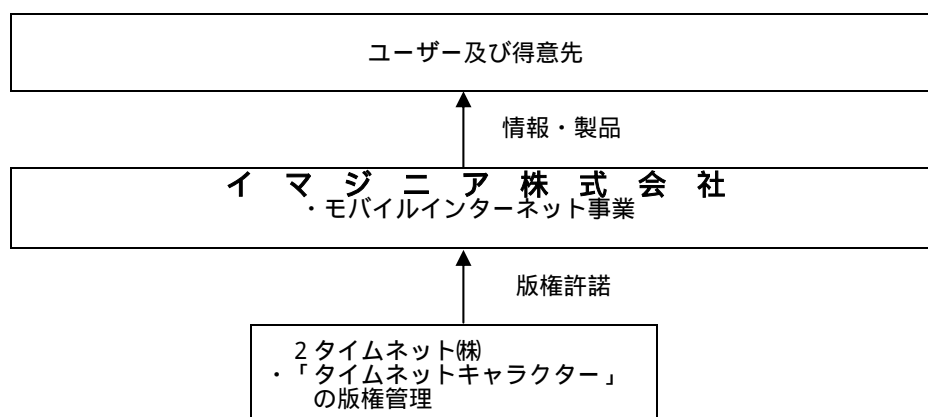 ユーザー及び得意先
情報・製品
イマジニア株式会社
・モバイルインターネット事業
版権許諾
2タイムネット㈱
・「タイムネットキャラクター」
の版権管理